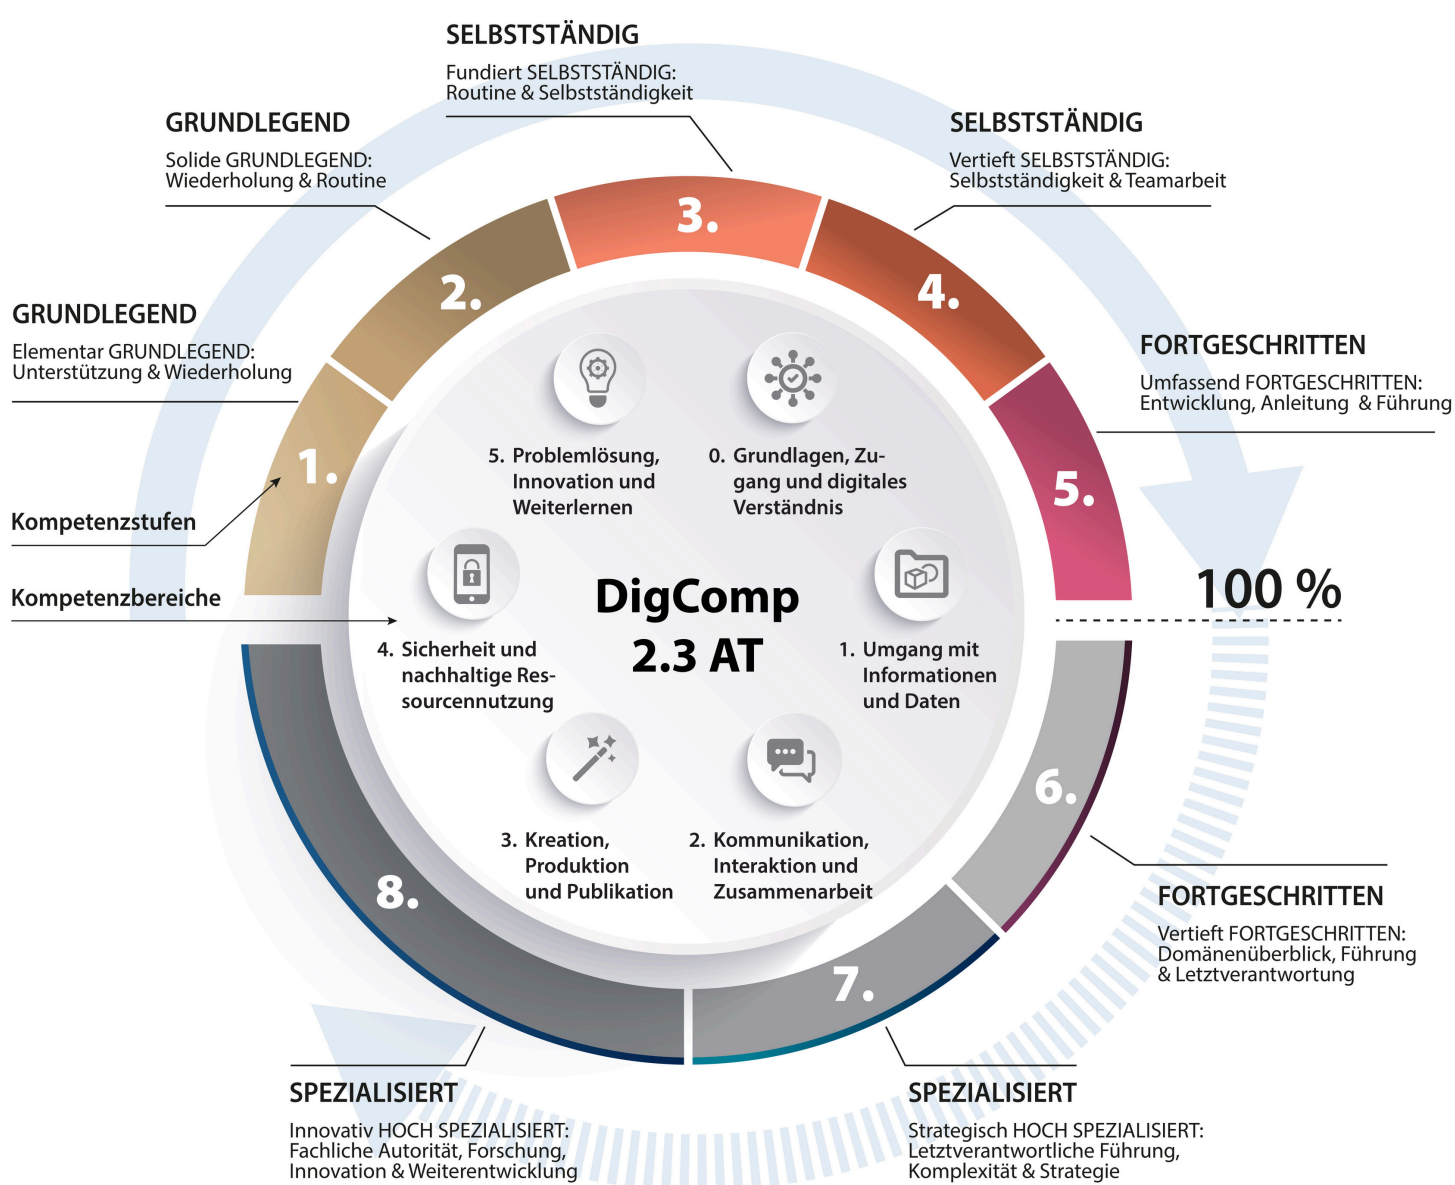 SELBSTSTÄNDIG
Fundiert SELBSTSTÄNDIG:
Routine & Selbstständigkeit
GRUNDLEGEND
Solide GRUNDLEGEND:
Wiederholung & Routine
SELBSTSTÄNDIG
Vertieft SELBSTSTÄNDIG:
Selbstständigkeit & Teamarbeit
GRUNDLEGEND
Elementar GRUNDLEGEND:
Unterstützung & Wiederholung
FORTGESCHRITTEN
Umfassend FORTGESCHRITTEN:
Entwicklung, Anleitung & Führung
1.
2.
3.
4.
5.
Kompetenzstufen
Kompetenzbereiche
100 %
5. Problemlösung,
Innovation und
Weiterlernen
0. Grundlagen, Zu-
gang und digitales
Verständnis
DigComp
2.3 AT
4. Sicherheit und
nachhaltige Res-
sourcennutzung
1. Umgang mit
Informationen
und Daten
3. Kreation,
Produktion
und Publikation
2. Kommunikation,
Interaktion und
Zusammenarbeit
6.
7.
8.
FORTGESCHRITTEN
Vertieft FORTGESCHRITTEN:
Domänenüberblick, Führung
& Letztverantwortung
SPEZIALISIERT
Innovativ HOCH SPEZIALISIERT:
Fachliche Autorität, Forschung,
Innovation & Weiterentwicklung
SPEZIALISIERT
Strategisch HOCH SPEZIALISIERT:
Letztverantwortliche Führung,
Komplexität & Strategie